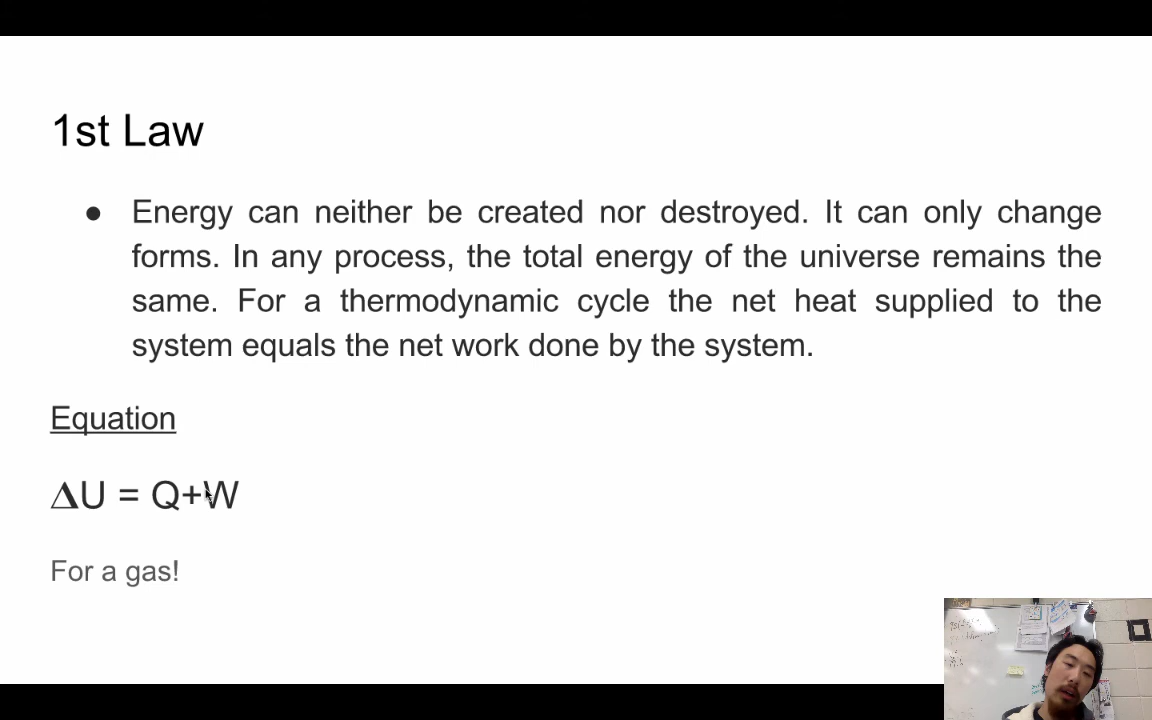 1st Law
● Energy can neither be created nor destroyed. It can only change
forms. In any process, the total energy of the universe remains the
same. For a thermodynamic cycle the net heat supplied to the
system equals the net work done by the system.
Equation
ΔU = Q+W
For a gas!